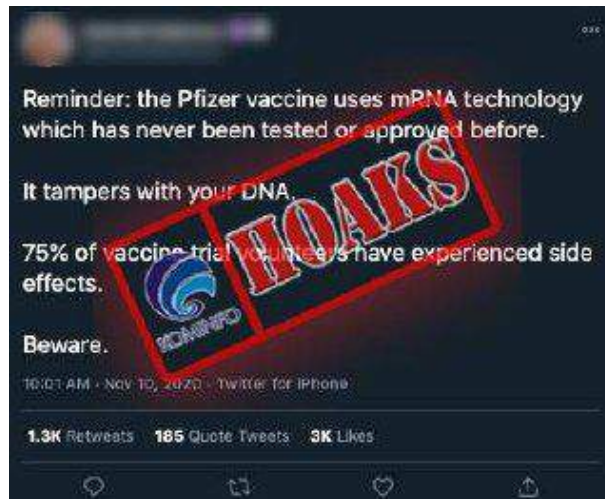 Reminder: the Pfizer vaccine uses mRNA technology
which has never been tested or approved before.
It tampers with your DNA.
75% of vaccine trial volunteers have experienced side
effects.
Beware.
HOAKS
KOMINFO
10:01 AM · Nov 10, 2020 · Twitter for iPhone
1.3K Retweets 185 Quote Tweets 3K Likes